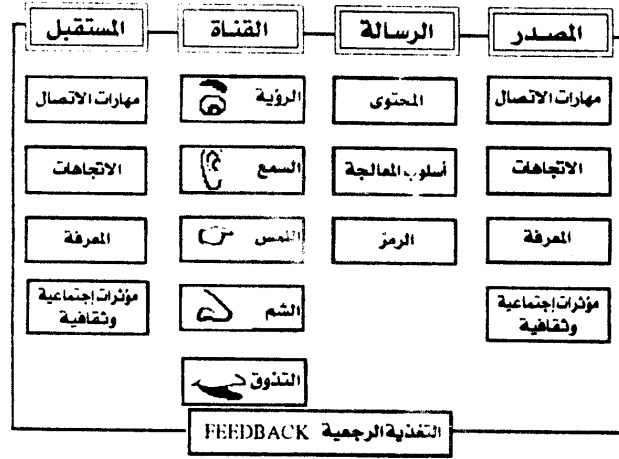 المصدر
الرسالة
القناة
المستقبل
مهارات الاتصال
المحتوى
الرؤية
مهارات الاتصال
الاتجاهات
أسلوب المعالجة
السمع
الاتجاهات
المعرفة
الرمز
اللمس
المعرفة
مؤثرات إجتماعية
وثقافية
الشم
مؤثرات إجتماعية
وثقافية
التذوق
التغذية الرجعية FEEDBACK